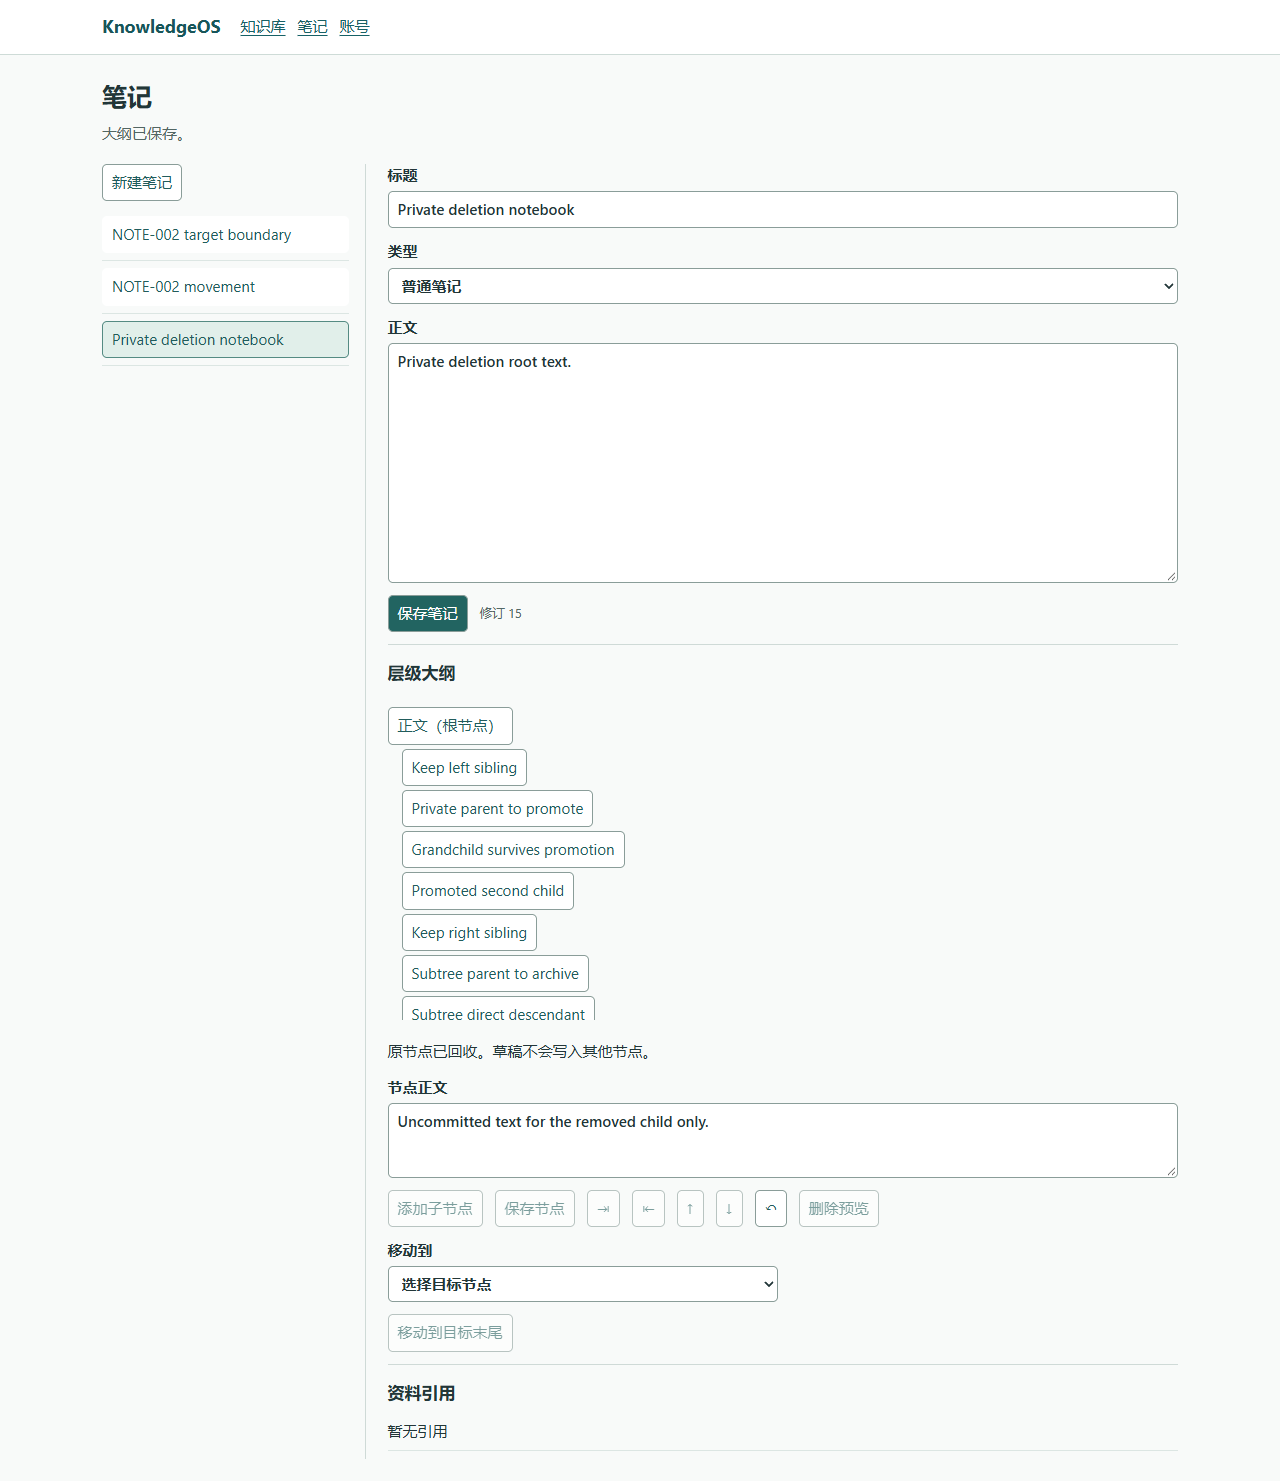 KnowledgeOS 知识库 笔记 账号
笔记
大纲已保存。
新建笔记
NOTE-002 target boundary
NOTE-002 movement
Private deletion notebook
标题
Private deletion notebook
类型
普通笔记
正文
Private deletion root text.
保存笔记 修订 15
层级大纲
正文（根节点）
Keep left sibling
Private parent to promote
Grandchild survives promotion
Promoted second child
Keep right sibling
Subtree parent to archive
Subtree direct descendant
原节点已回收。草稿不会写入其他节点。
节点正文
Uncommitted text for the removed child only.
添加子节点 保存节点 ⇥ ⇤ ↑ ↓ ↶ 删除预览
移动到
选择目标节点
移动到目标末尾
资料引用
暂无引用